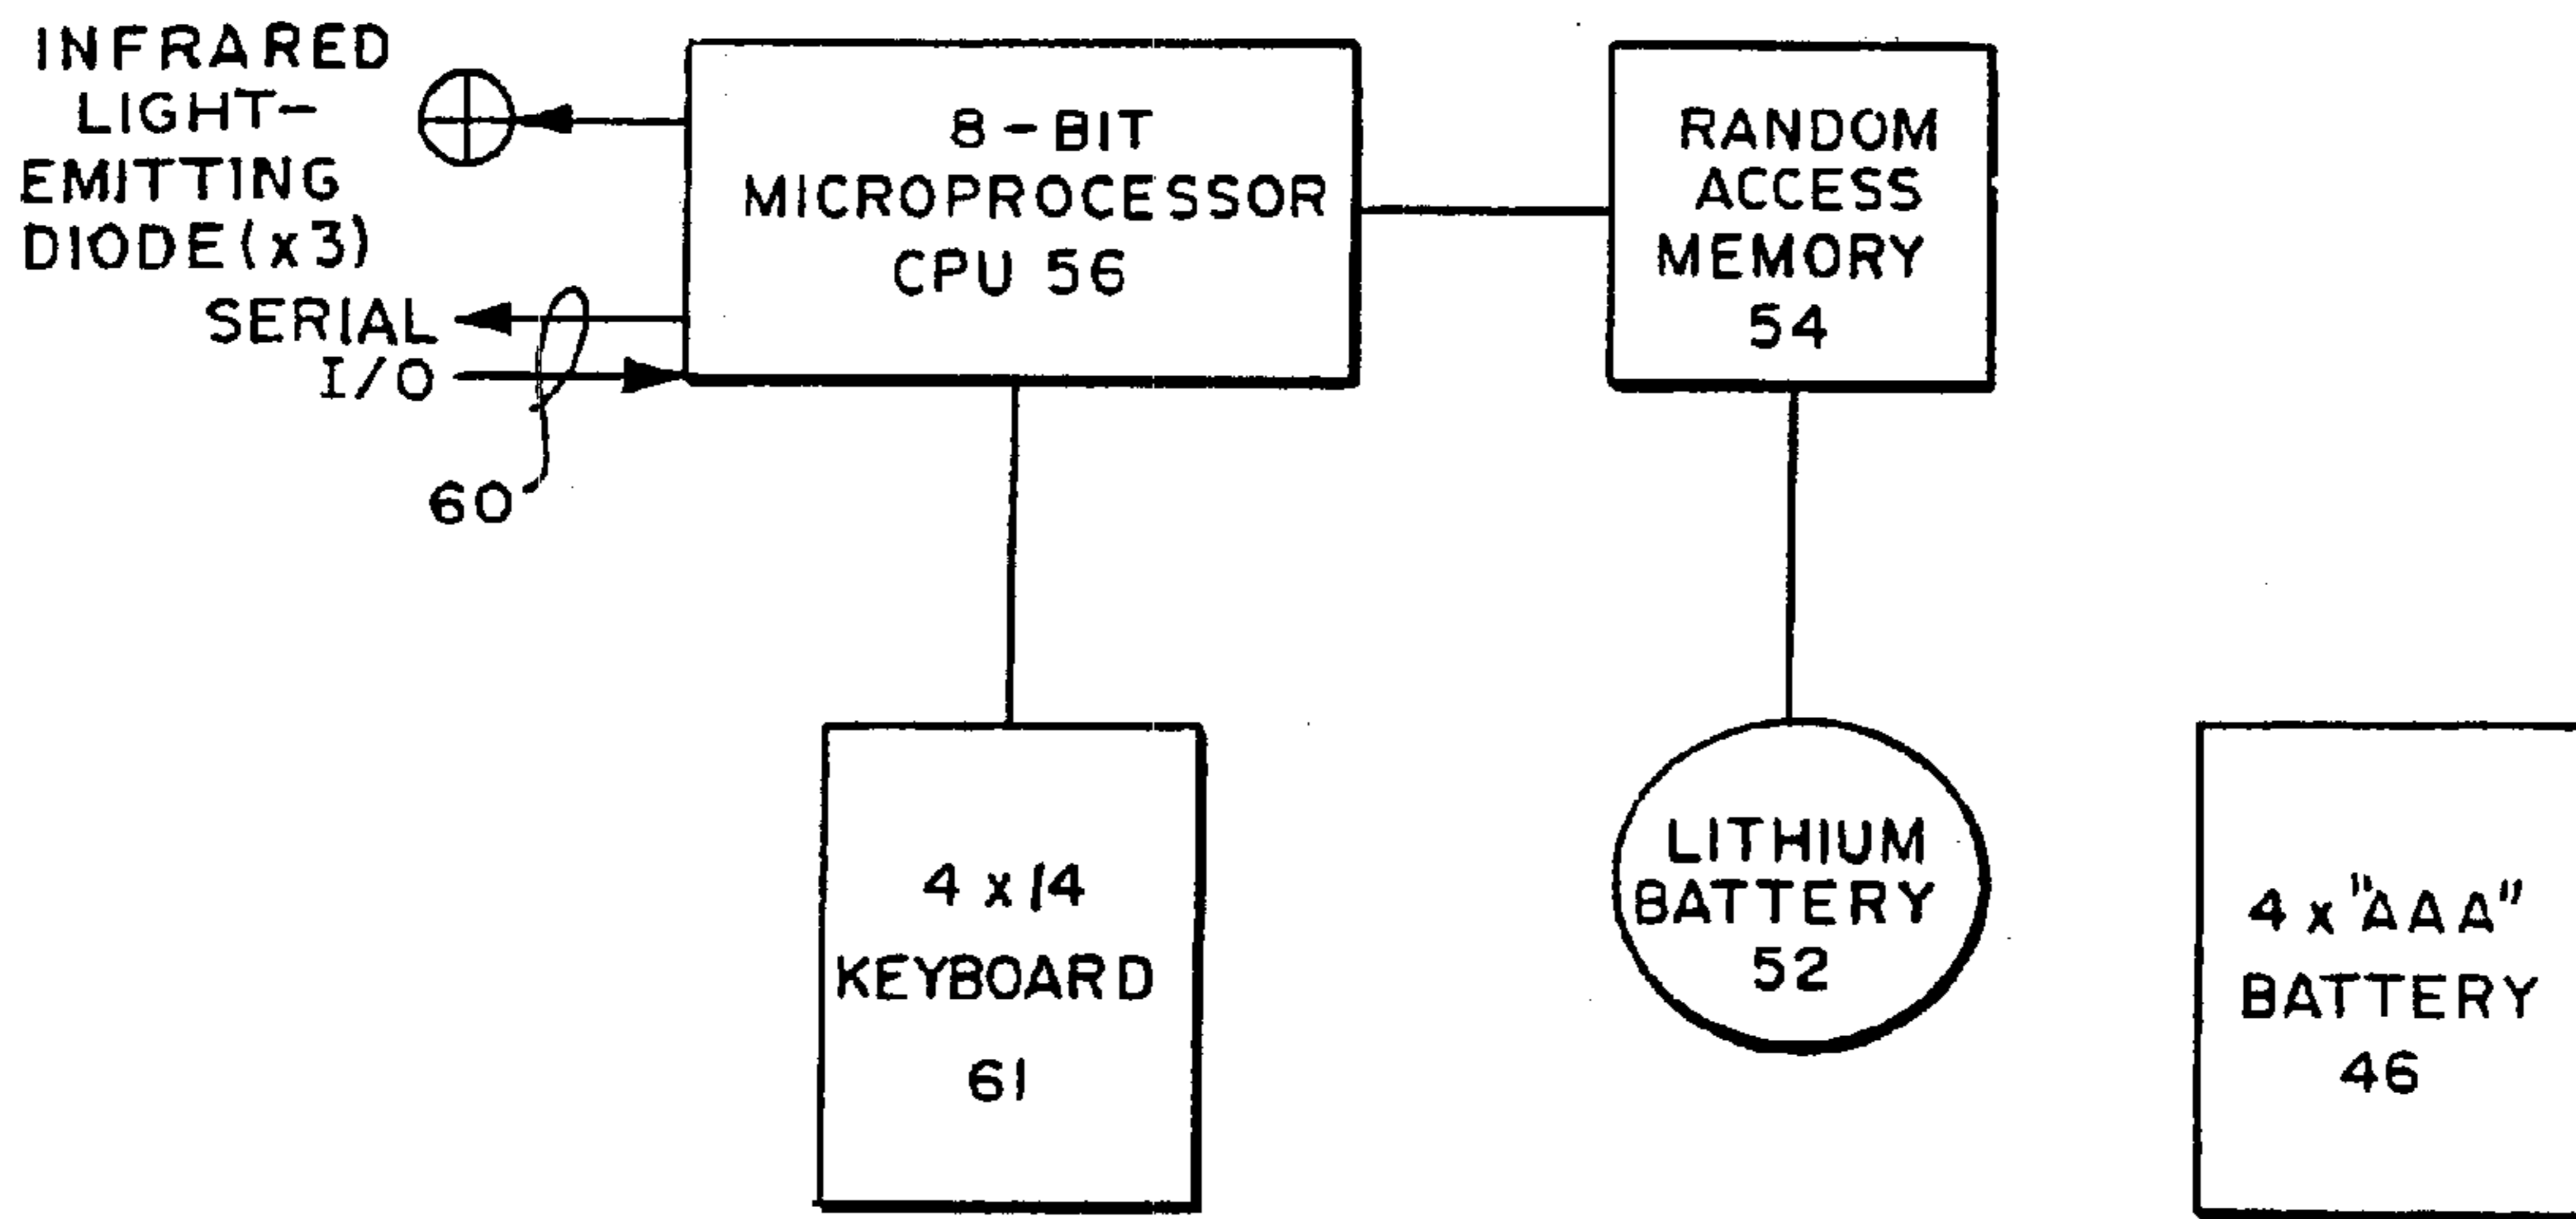 INFRARED
LIGHT-
EMITTING
DIODE (x3)
SERIAL
I/O
60
8-BIT
MICROPROCESSOR
CPU 56
RANDOM
ACCESS
MEMORY
54
4 x 14
KEYBOARD
61
LITHIUM
BATTERY
52
4 x "AAA"
BATTERY
46